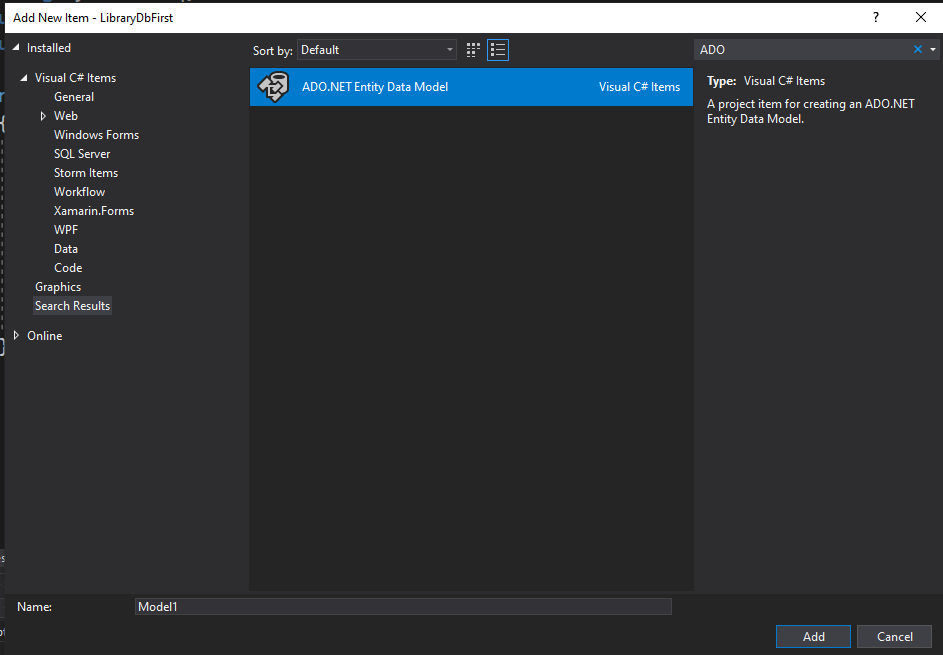 Add New Item - LibraryDbFirst
?
Installed
Sort by: Default
ADO
Visual C# Items
General
Web
Windows Forms
SQL Server
Storm Items
Workflow
Xamarin.Forms
WPF
Data
Code
Graphics
Search Results
Online
ADO.NET Entity Data Model Visual C# Items
Type: Visual C# Items
A project item for creating an ADO.NET
Entity Data Model.
Name: Model1
Add Cancel